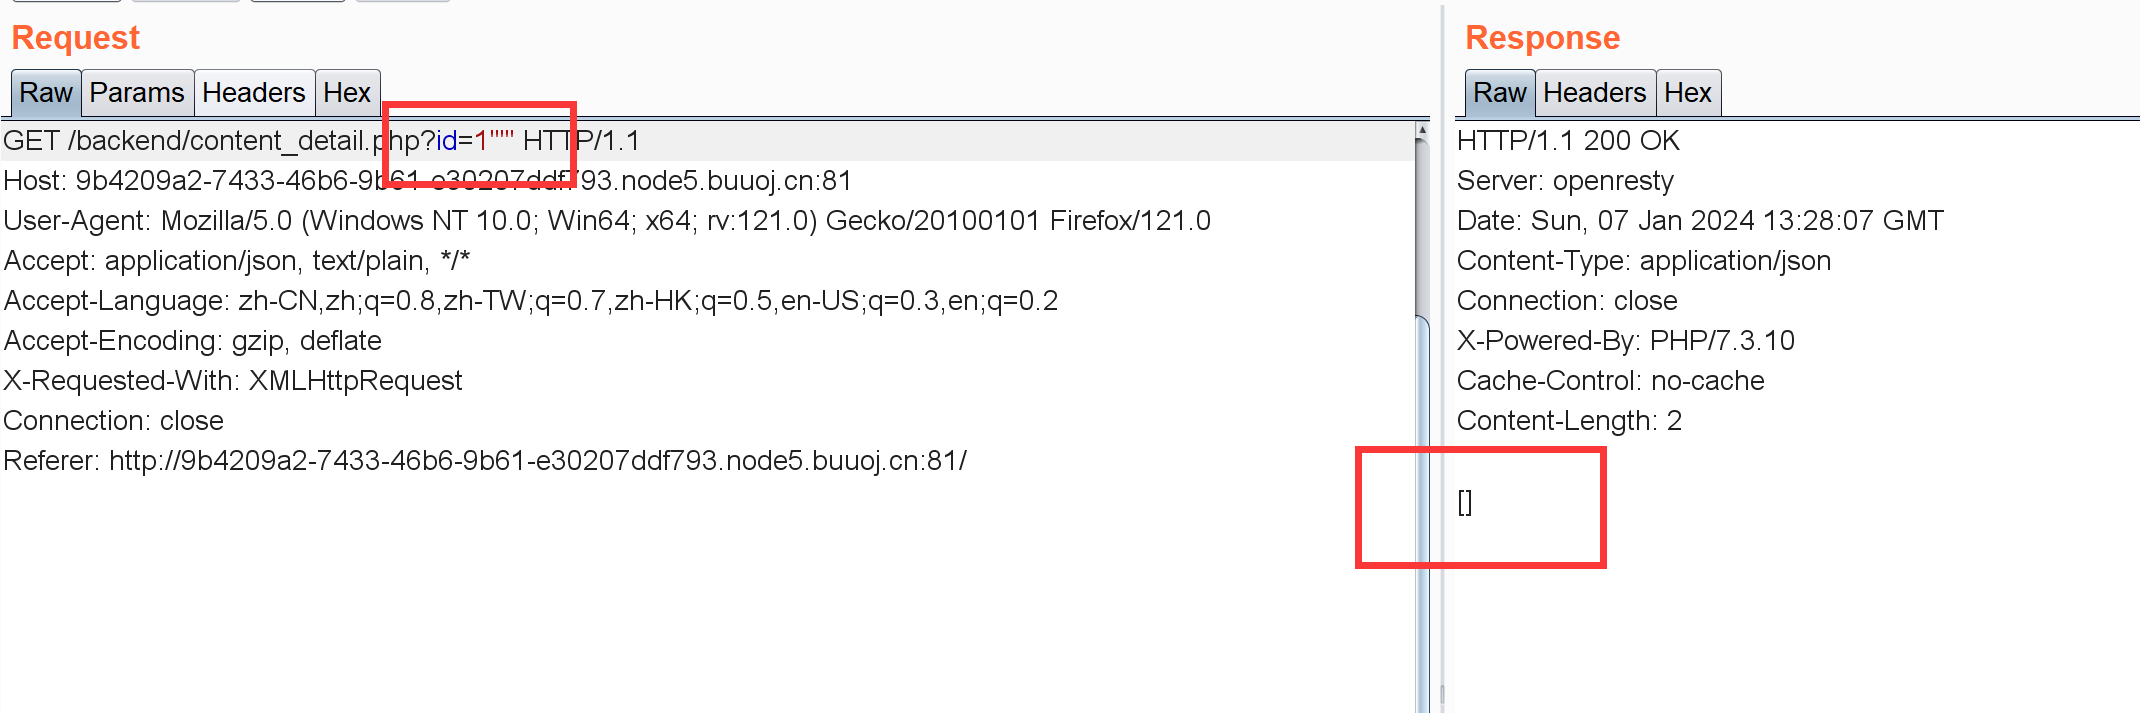 Request
Raw Params Headers Hex
GET /backend/content_detail.php?id=1"'" HTTP/1.1
Host: 9b4209a2-7433-46b6-9b61-e30207ddf793.node5.buuoj.cn:81
User-Agent: Mozilla/5.0 (Windows NT 10.0; Win64; x64; rv:121.0) Gecko/20100101 Firefox/121.0
Accept: application/json, text/plain, */*
Accept-Language: zh-CN,zh;q=0.8,zh-TW;q=0.7,zh-HK;q=0.5,en-US;q=0.3,en;q=0.2
Accept-Encoding: gzip, deflate
X-Requested-With: XMLHttpRequest
Connection: close
Referer: http://9b4209a2-7433-46b6-9b61-e30207ddf793.node5.buuoj.cn:81/
Response
Raw Headers Hex
HTTP/1.1 200 OK
Server: openresty
Date: Sun, 07 Jan 2024 13:28:07 GMT
Content-Type: application/json
Connection: close
X-Powered-By: PHP/7.3.10
Cache-Control: no-cache
Content-Length: 2
[]